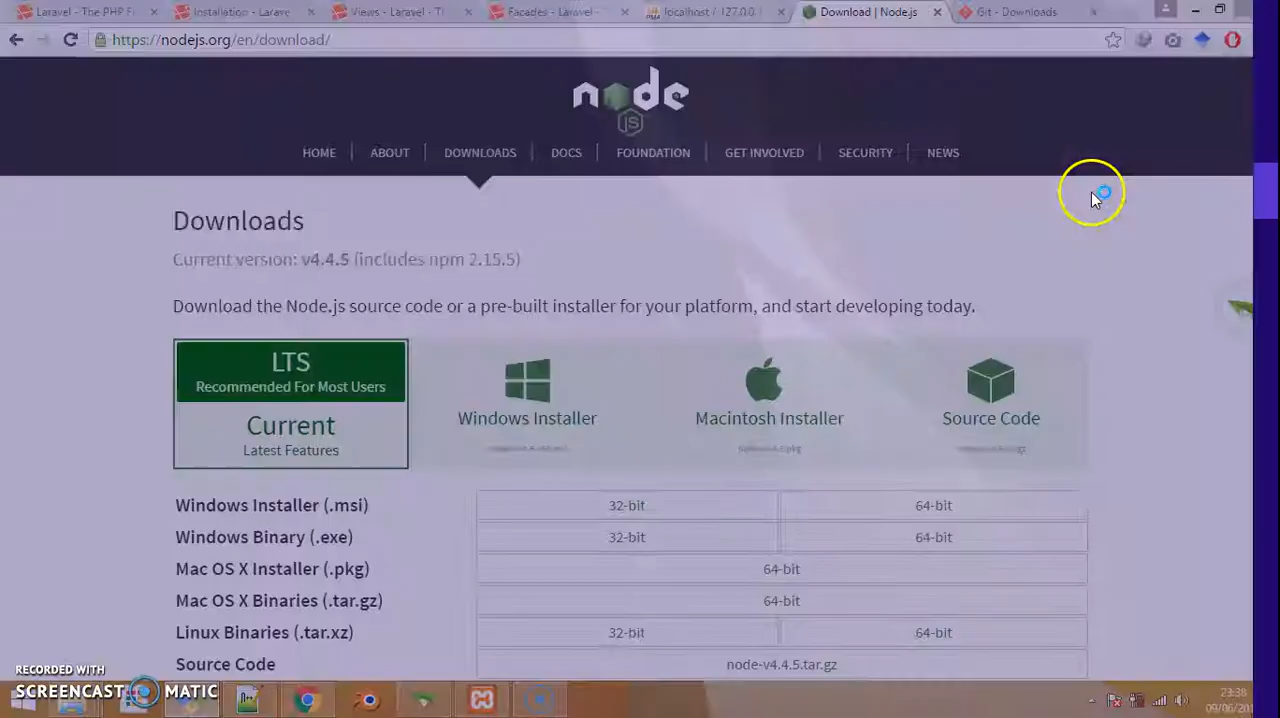 Laravel - The PHP F
Installation - Larave
Views - Laravel - Th
Facades - Laravel -
localhost / 127.0.0.1
Download | Node.js
Git - Downloads
https://nodejs.org/en/download/
node
JS
HOME
ABOUT
DOWNLOADS
DOCS
FOUNDATION
GET INVOLVED
SECURITY
NEWS
Downloads
Current version: v4.4.5 (includes npm 2.15.5)
Download the Node.js source code or a pre-built installer for your platform, and start developing today.
LTS
Recommended For Most Users
Current
Latest Features
Windows Installer
Macintosh Installer
Source Code
Windows Installer (.msi)
32-bit
64-bit
Windows Binary (.exe)
32-bit
64-bit
Mac OS X Installer (.pkg)
64-bit
Mac OS X Binaries (.tar.gz)
64-bit
Linux Binaries (.tar.xz)
32-bit
64-bit
Source Code
node-v4.4.5.tar.gz
RECORDED WITH
SCREENCAST MATIC
23:38
09/06/20